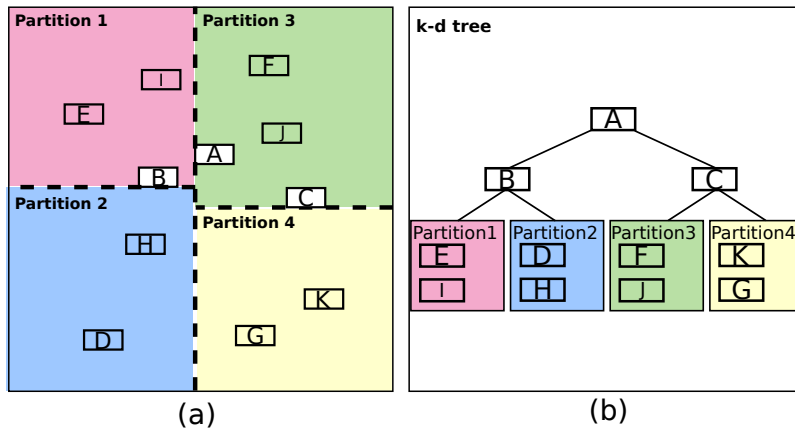 Partition 1
I
E
B
Partition 3
F
J
A
C
Partition 2
H
D
Partition 4
K
G
(a)
k-d tree
A
B
C
Partition1
E
I
Partition2
D
H
Partition3
F
J
Partition4
K
G
(b)